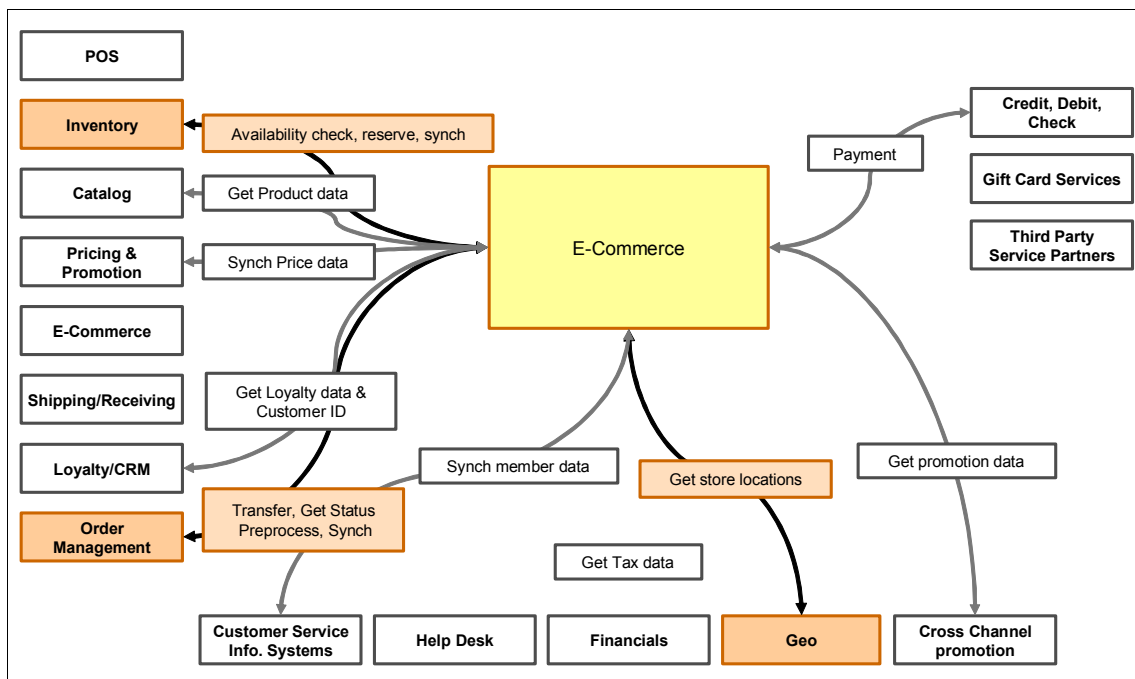 POS
Inventory
Availability check, reserve, synch
Credit, Debit,
Check
Payment
Catalog
Get Product data
Gift Card Services
Pricing &
Promotion
Synch Price data
E-Commerce
Third Party
Service Partners
E-Commerce
Shipping/Receiving
Get Loyalty data &
Customer ID
Loyalty/CRM
Synch member data
Get store locations
Get promotion data
Order
Management
Transfer, Get Status
Preprocess, Synch
Get Tax data
Customer Service
Info. Systems
Help Desk
Financials
Geo
Cross Channel
promotion